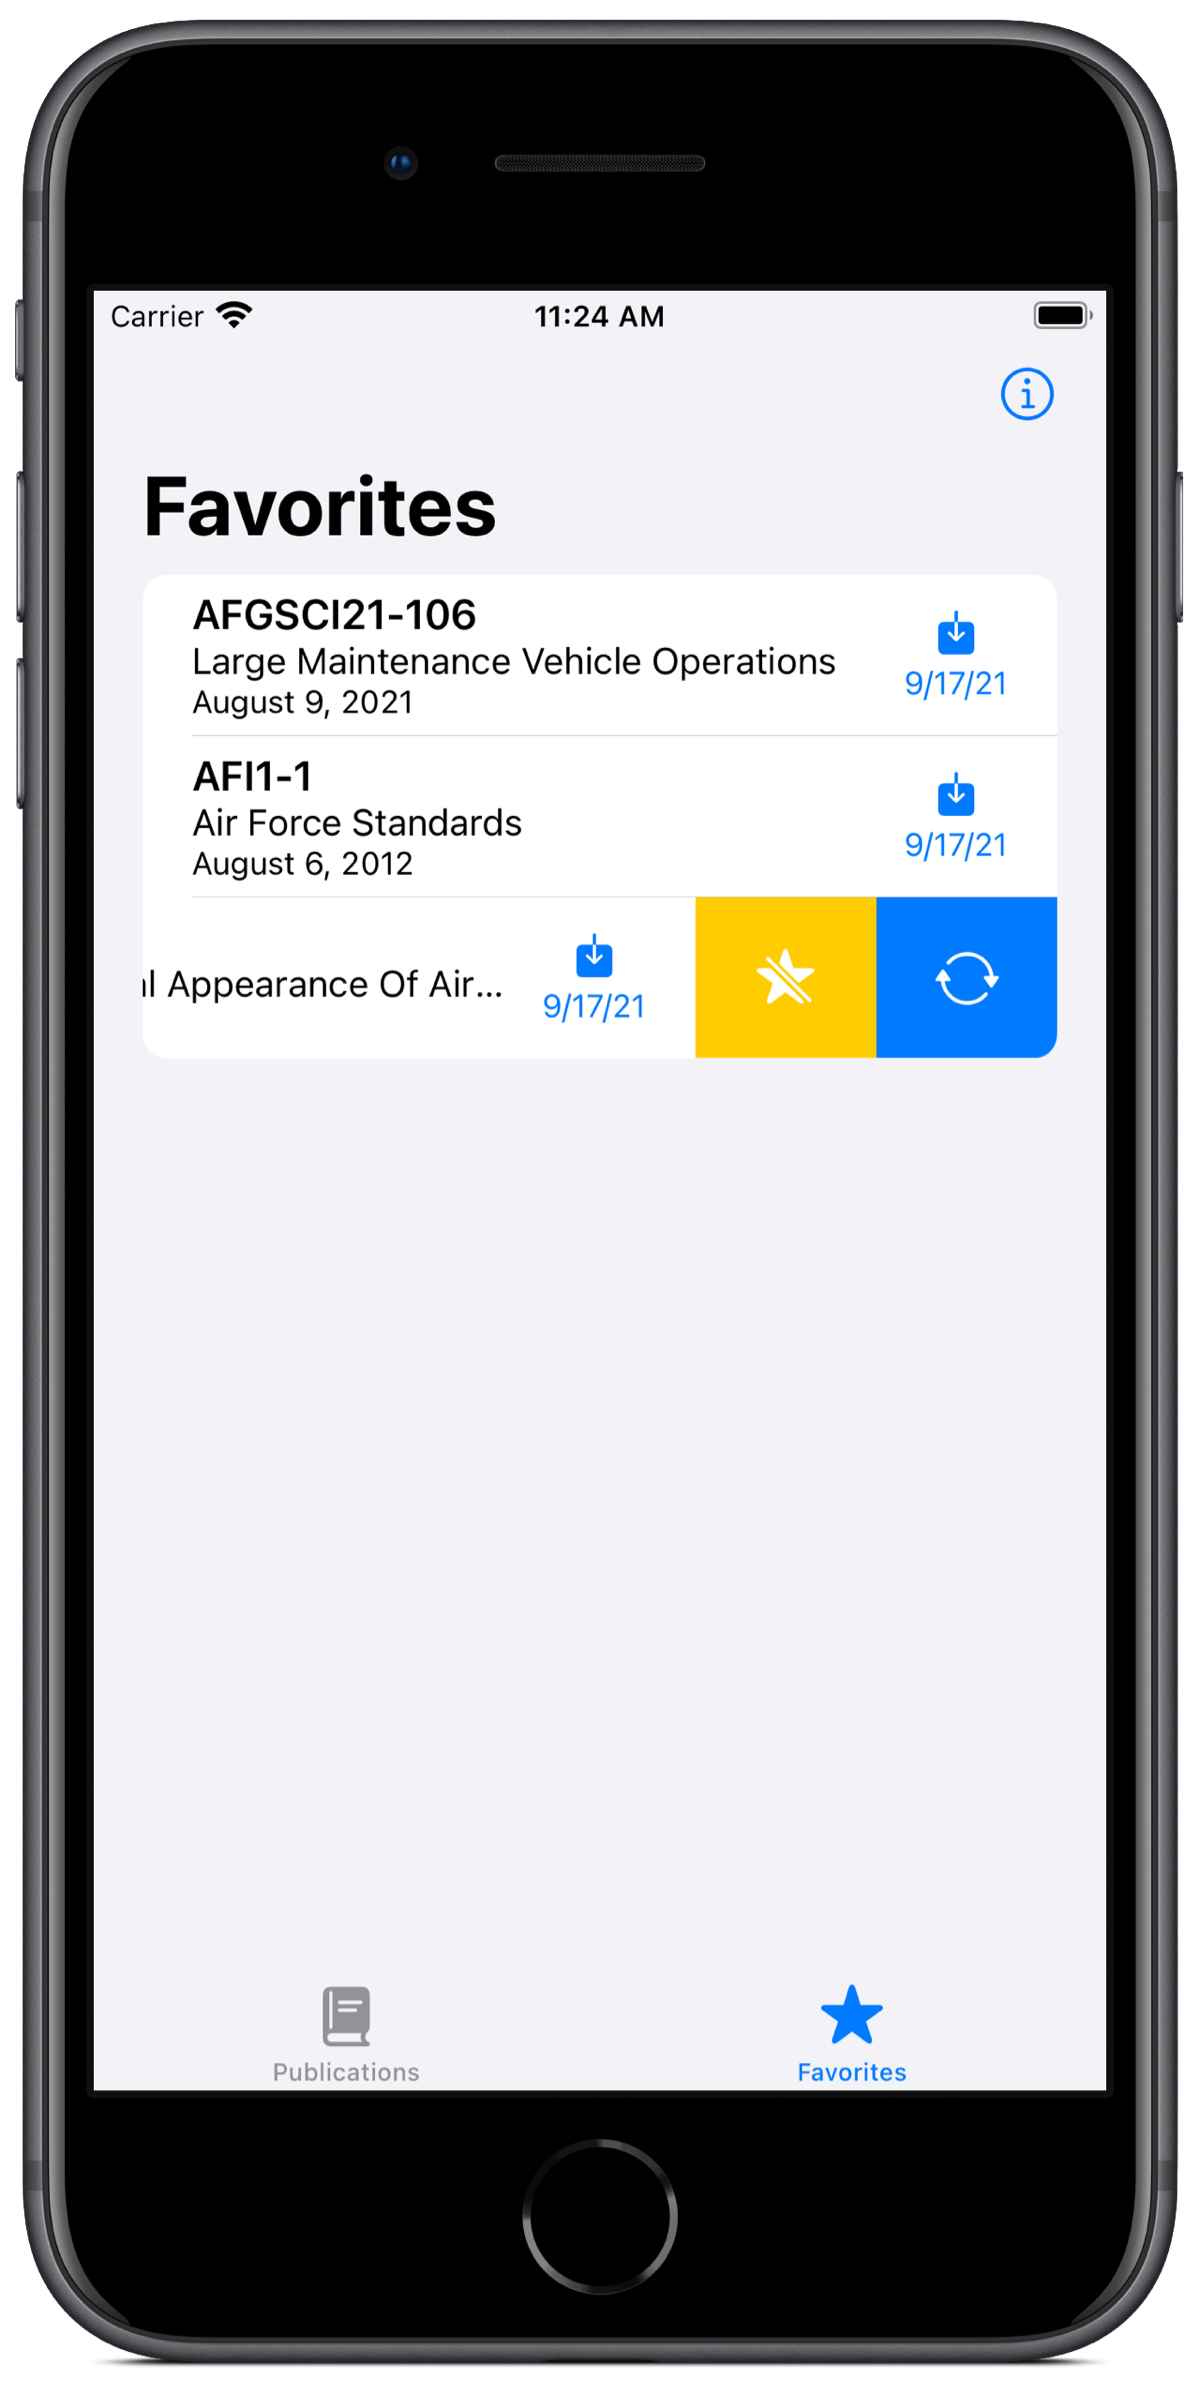 Carrier 11:24 AM
Favorites
AFGSCI21-106
Large Maintenance Vehicle Operations
August 9, 2021
9/17/21
AFI1-1
Air Force Standards
August 6, 2012
9/17/21
l Appearance Of Air...
9/17/21
Publications
Favorites